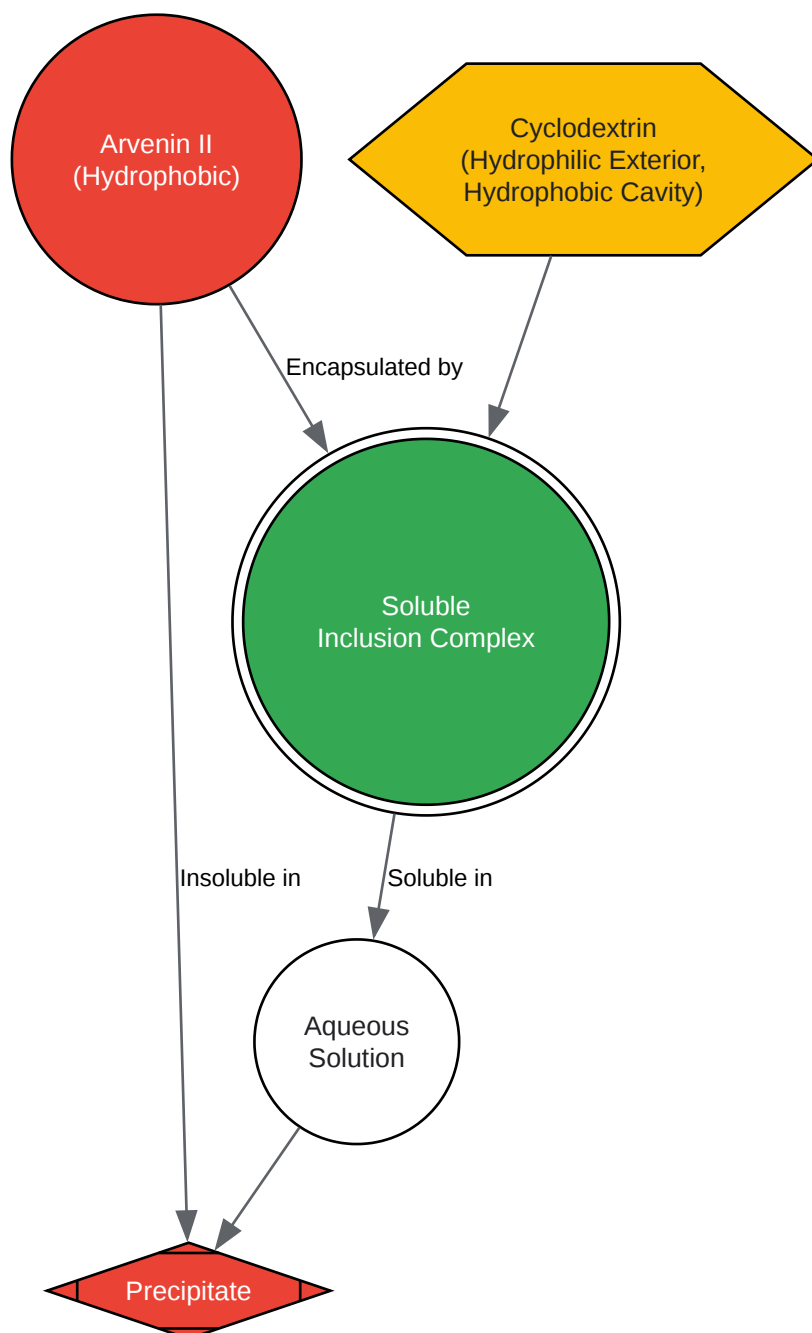 Arvenin II
(Hydrophobic)
Cyclodextrin
(Hydrophilic Exterior,
Hydrophobic Cavity)
Encapsulated by
Soluble
Inclusion Complex
Insoluble in
Soluble in
Aqueous
Solution
Precipitate